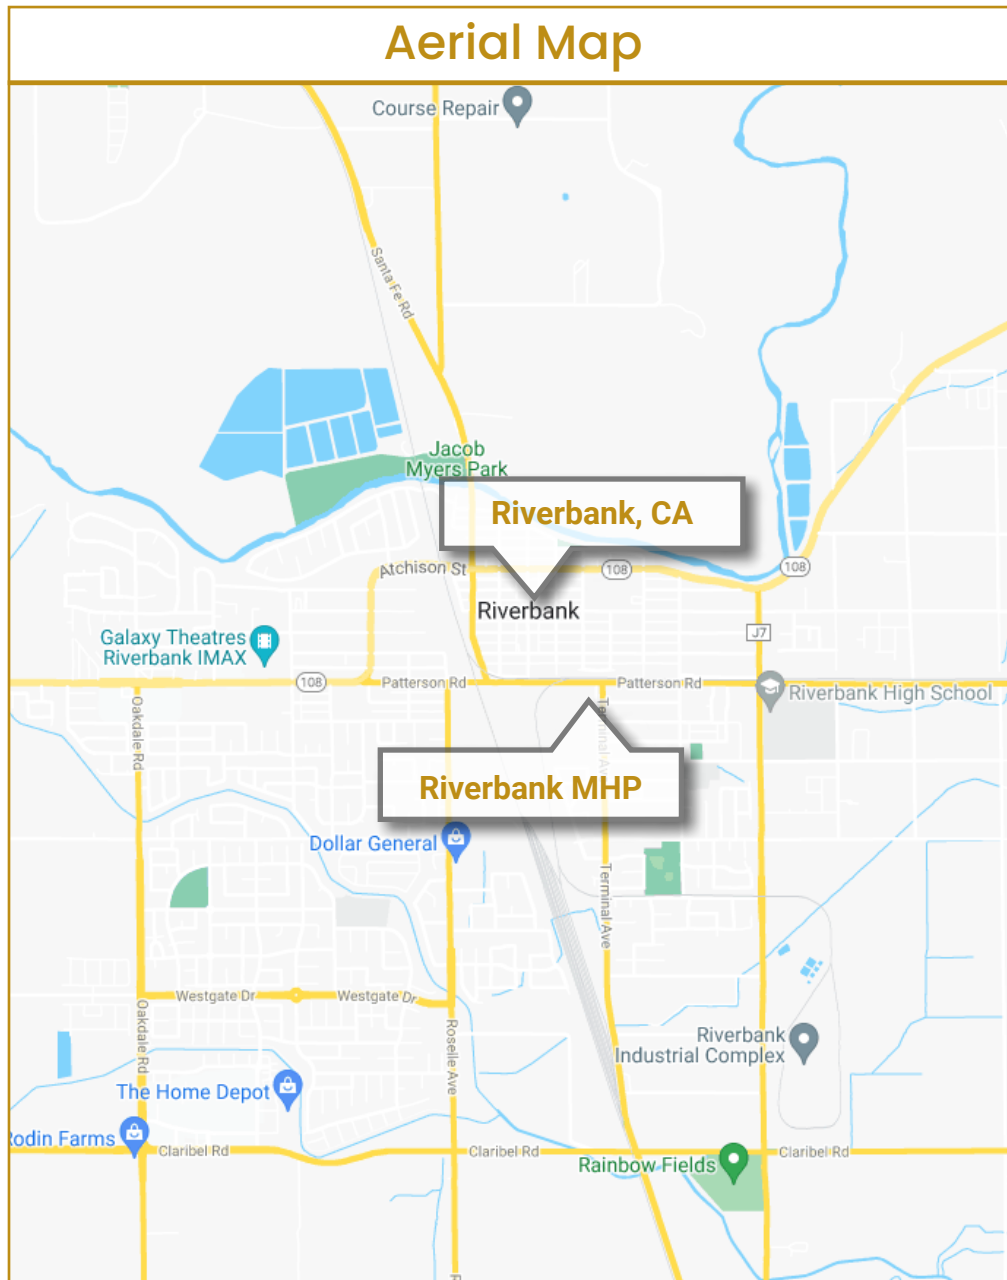 Aerial Map
Course Repair
Santa Fe Rd
Jacob
Myers Park
Riverbank, CA
Atchison St
108
108
Riverbank
Galaxy Theatres
Riverbank IMAX
J7
108
Patterson Rd
Patterson Rd
Riverbank High School
Oakdale Rd
Terminal Ave
Riverbank MHP
Dollar General
Terminal Ave
Westgate Dr
Westgate Dr
Oakdale Rd
Roselle Ave
Riverbank
Industrial Complex
The Home Depot
Rodin Farms
Claribel Rd
Claribel Rd
Claribel Rd
Rainbow Fields